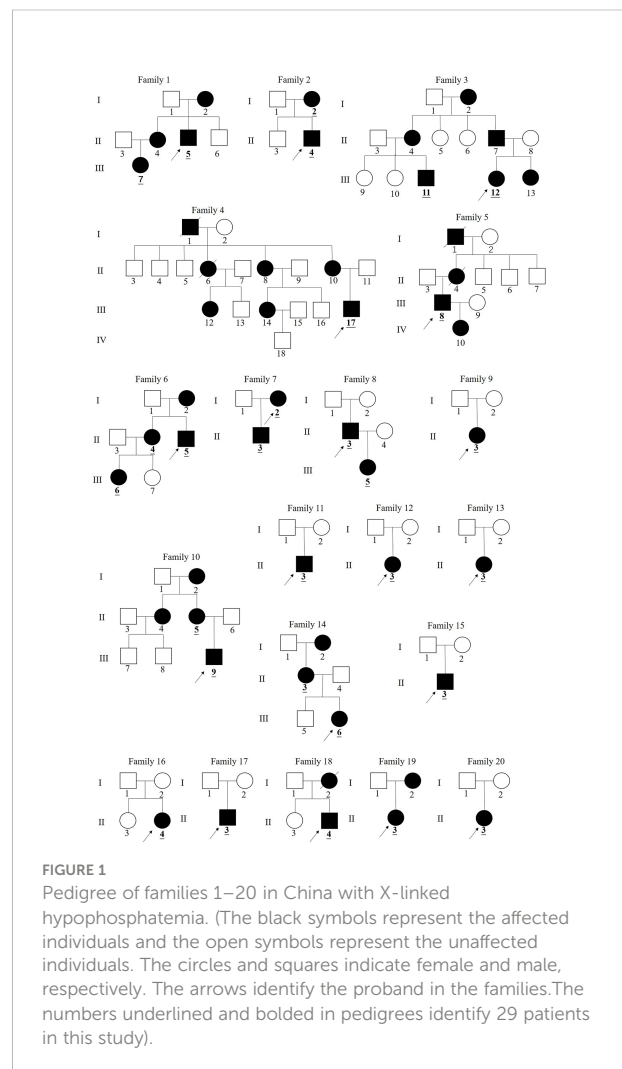 Family 1 Family 2 Family 3
I I I
1 2 1 2 1 2
II II II
3 4 5 6 3 4 3 4 5 6 7 8
III III
7 9 10 11 12 13
Family 4 Family 5
I I
1 2 1 2
II II
3 4 5 6 7 8 9 10 11 3 4 5 6 7
III III
12 13 14 15 16 17 8 9
IV IV
18 10
Family 6 Family 7 Family 8 Family 9
I I I I
1 2 1 2 1 2 1 2
II II II II
3 4 5 3 3 4 3
III III
6 7 5
Family 11 Family 12 Family 13
I I I
1 2 1 2 1 2
II II II
3 3 3
Family 10
I
1 2
II
3 4 5 6
III
7 8 9
Family 14 Family 15
I I
1 2 1 2
II II
3 4 3
III
5 6
Family 16 Family 17 Family 18 Family 19 Family 20
I I I I I
1 2 1 2 1 2 1 2 1 2
II II II II II
3 4 3 3 4 3 3
FIGURE 1
Pedigree of families 1–20 in China with X-linked
hypophosphatemia. (The black symbols represent the affected
individuals and the open symbols represent the unaffected
individuals. The circles and squares indicate female and male,
respectively. The arrows identify the proband in the families.The
numbers underlined and bolded in pedigrees identify 29 patients
in this study).